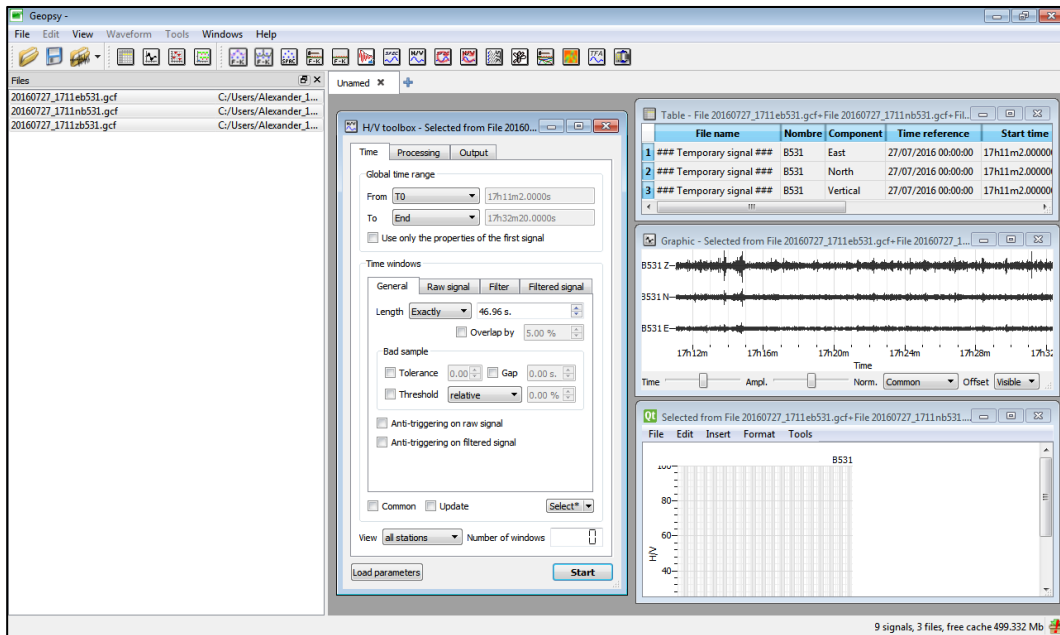 Geopsy -
File Edit View Waveform Tools Windows Help
Files
20160727_1711eb531.gcf C:/Users/Alexander_1...
20160727_1711nb531.gcf C:/Users/Alexander_1...
20160727_1711zb531.gcf C:/Users/Alexander_1...
Unamed
H/V toolbox - Selected from File 20160...
Time Processing Output
Global time range
From T0 17h11m2.0000s
To End 17h32m20.0000s
Use only the properties of the first signal
Time windows
General Raw signal Filter Filtered signal
Length Exactly 46.96 s.
Overlap by 5.00 %
Bad sample
Tolerance 0.00 Gap 0.00 s.
Threshold relative 0.00 %
Anti-triggering on raw signal
Anti-triggering on filtered signal
Common Update Select*
View all stations Number of windows 0
Load parameters Start
Table - File 20160727_1711eb531.gcf+File 20160727_1711nb531.gcf+Fil...
File name Nombre Component Time reference Start time
1 ### Temporary signal ### B531 East 27/07/2016 00:00:00 17h11m2.00000
2 ### Temporary signal ### B531 North 27/07/2016 00:00:00 17h11m2.00000
3 ### Temporary signal ### B531 Vertical 27/07/2016 00:00:00 17h11m2.00000
Graphic - Selected from File 20160727_1711eb531.gcf+File 20160727_1...
B531 Z
B531 N
B531 E
17h12m 17h16m 17h20m 17h24m 17h28m 17h32
Time
Time Ampl. Norm. Common Offset Visible
Qt Selected from File 20160727_1711eb531.gcf+File 20160727_1711nb531....
File Edit Insert Format Tools
B531
100
80
60
40
H/V
9 signals, 3 files, free cache 499.332 Mb